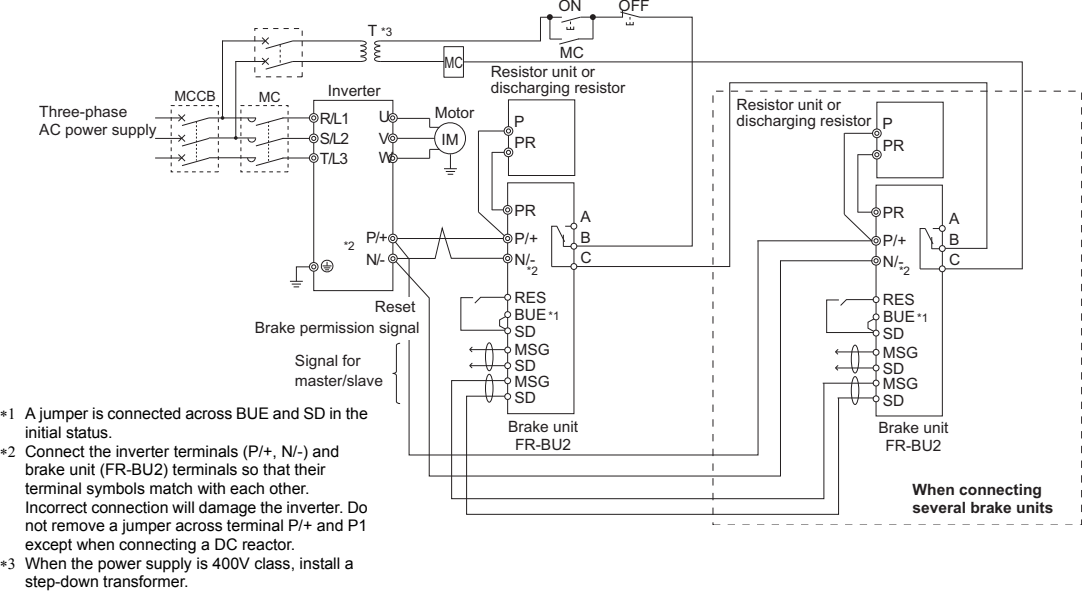 ON
OFF
T *3
MC
MC
Resistor unit or
discharging resistor
P
PR
Three-phase
AC power supply
MCCB
MC
Inverter
R/L1
S/L2
T/L3
U
V
W
Motor
IM
*2
P/+
N/-
PR
P/+
N/-
*2
A
B
C
Reset
Brake permission signal
Signal for
master/slave
RES
BUE *1
SD
MSG
SD
MSG
SD
Brake unit
FR-BU2
Resistor unit or
discharging resistor
P
PR
PR
P/+
N/-
*2
A
B
C
RES
BUE *1
SD
MSG
SD
MSG
SD
Brake unit
FR-BU2
When connecting
several brake units
*1 A jumper is connected across BUE and SD in the
initial status.
*2 Connect the inverter terminals (P/+, N/-) and
brake unit (FR-BU2) terminals so that their
terminal symbols match with each other.
Incorrect connection will damage the inverter. Do
not remove a jumper across terminal P/+ and P1
except when connecting a DC reactor.
*3 When the power supply is 400V class, install a
step-down transformer.